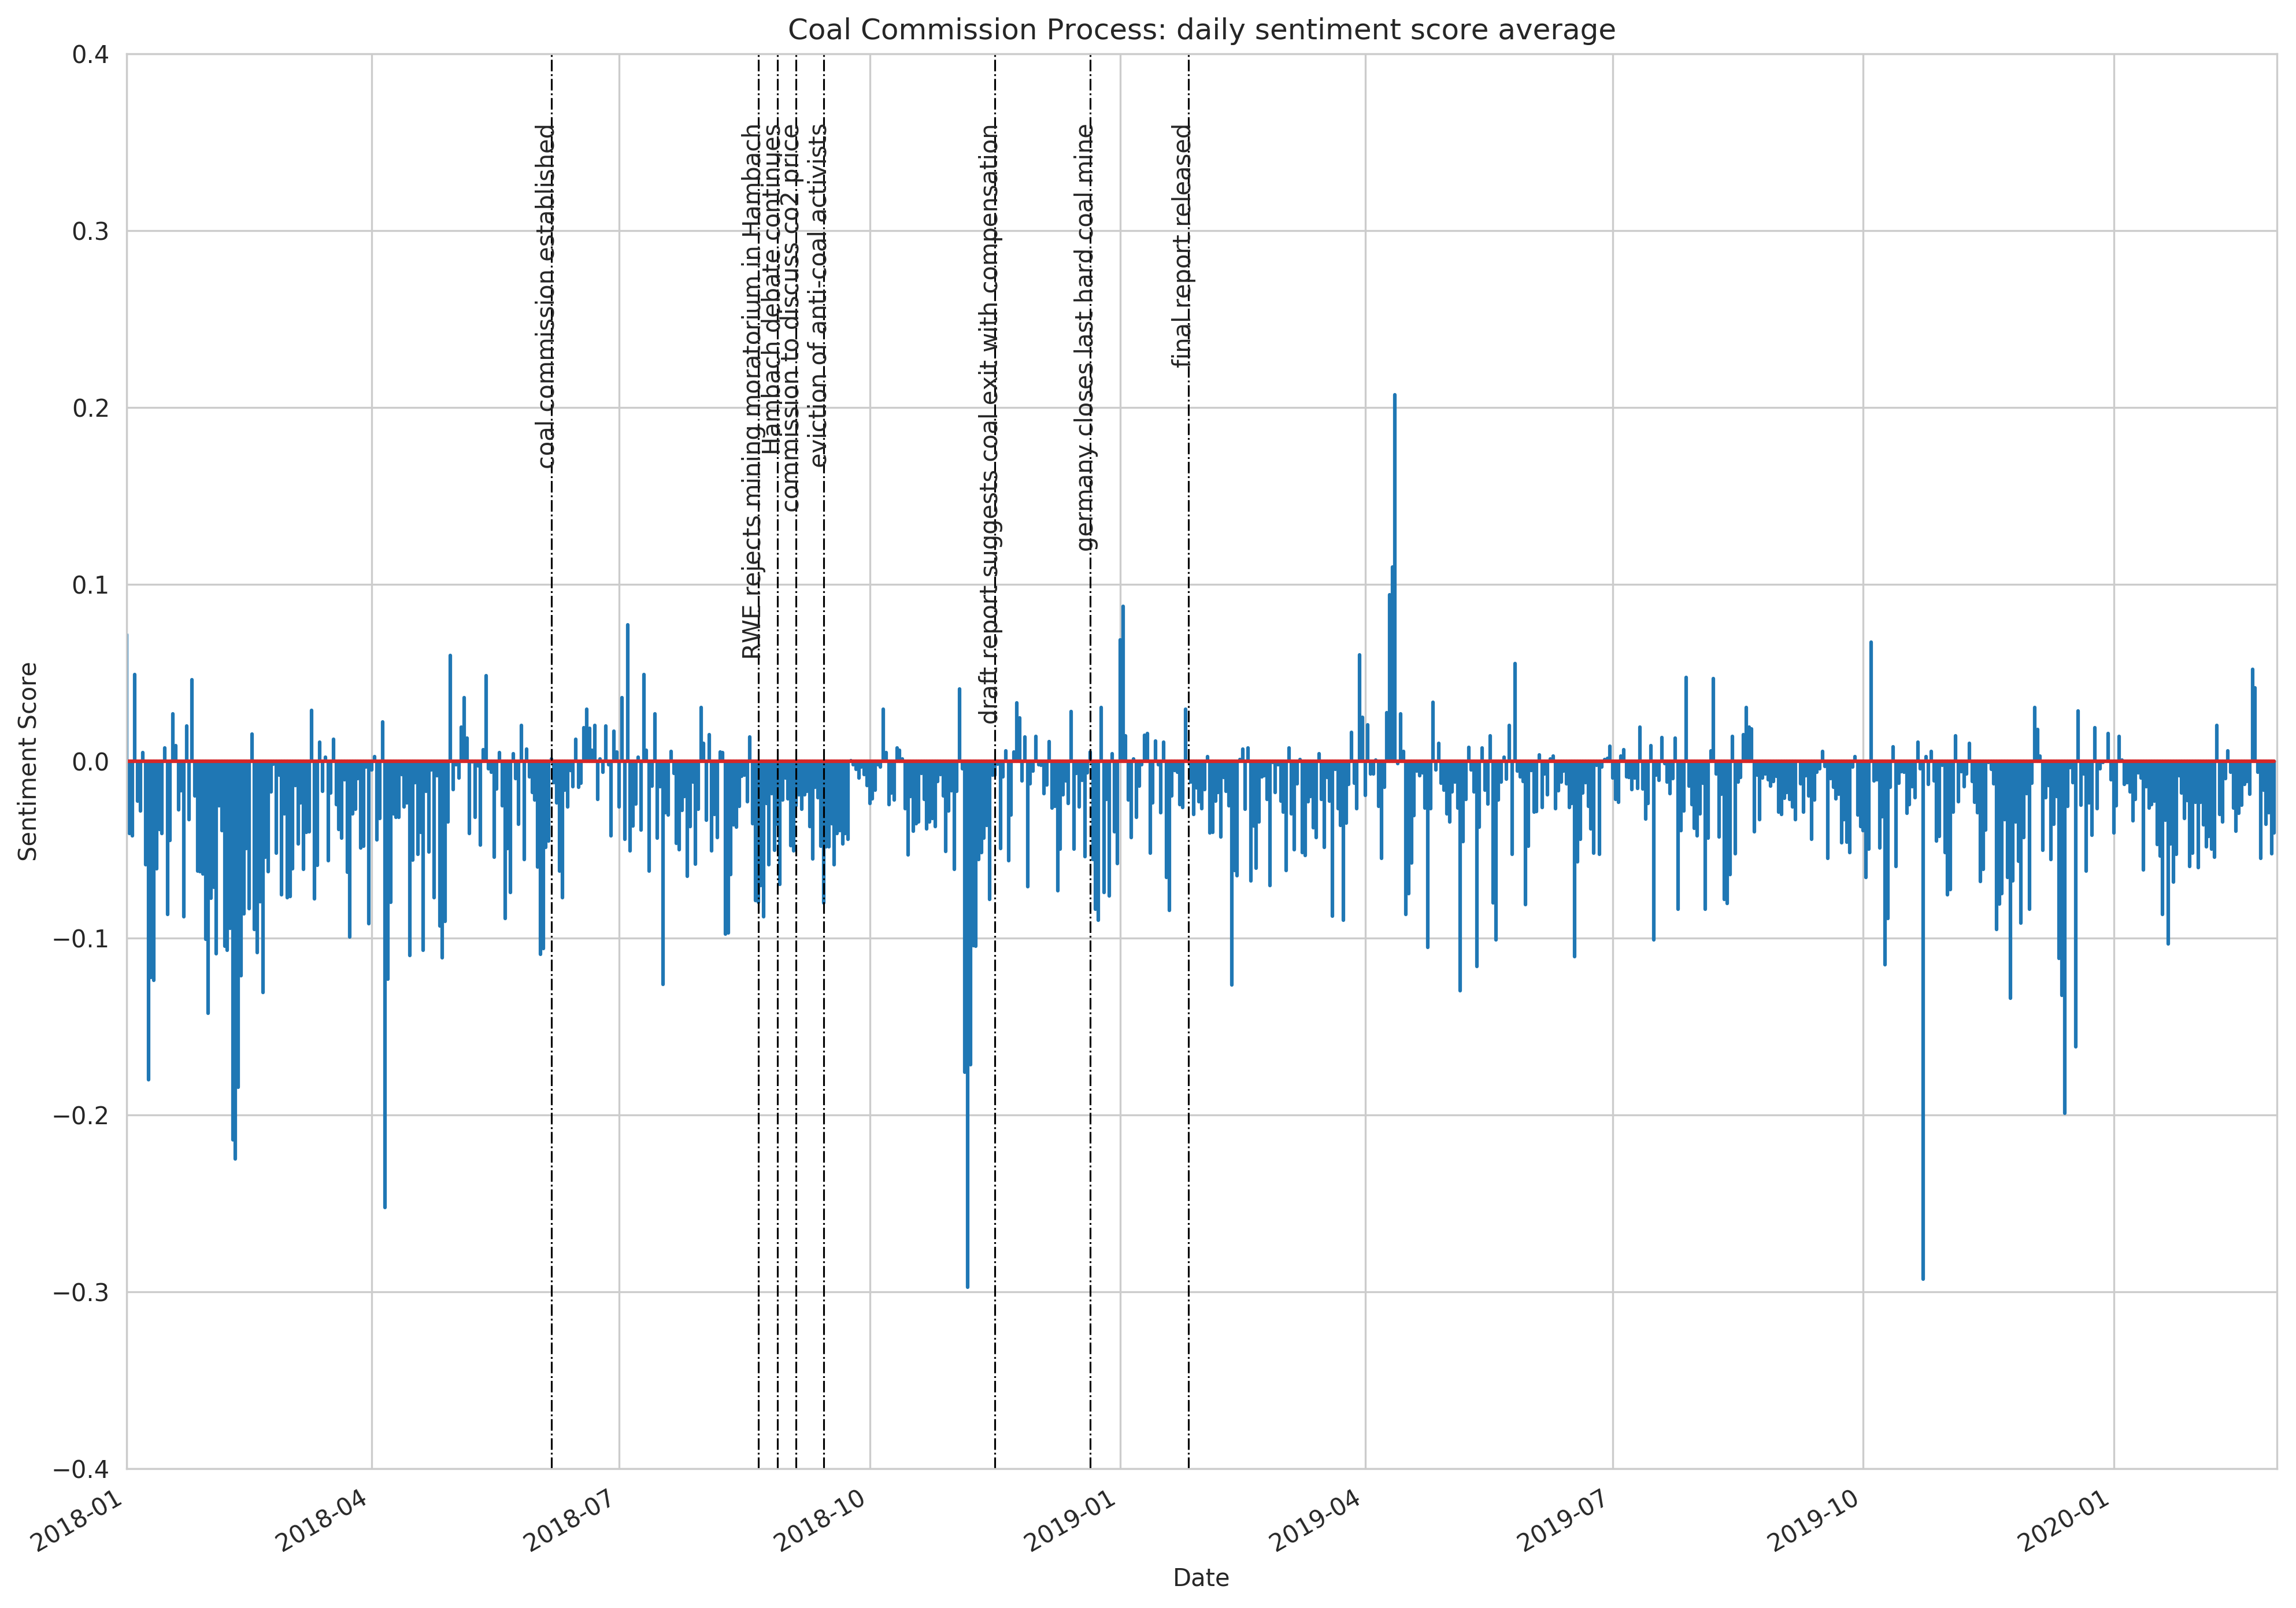 Coal Commission Process: daily sentiment score average
Sentiment Score
0.4
0.3
0.2
0.1
0.0
−0.1
−0.2
−0.3
−0.4
coal commission established
RWE rejects mining moratorium in Hambach
Hambach debate continues
commission to discuss co2 price
eviction of anti-coal activists
draft report suggests coal exit with compensation
germany closes last hard coal mine
final report released
2018-01
2018-04
2018-07
2018-10
2019-01
2019-04
2019-07
2019-10
2020-01
Date